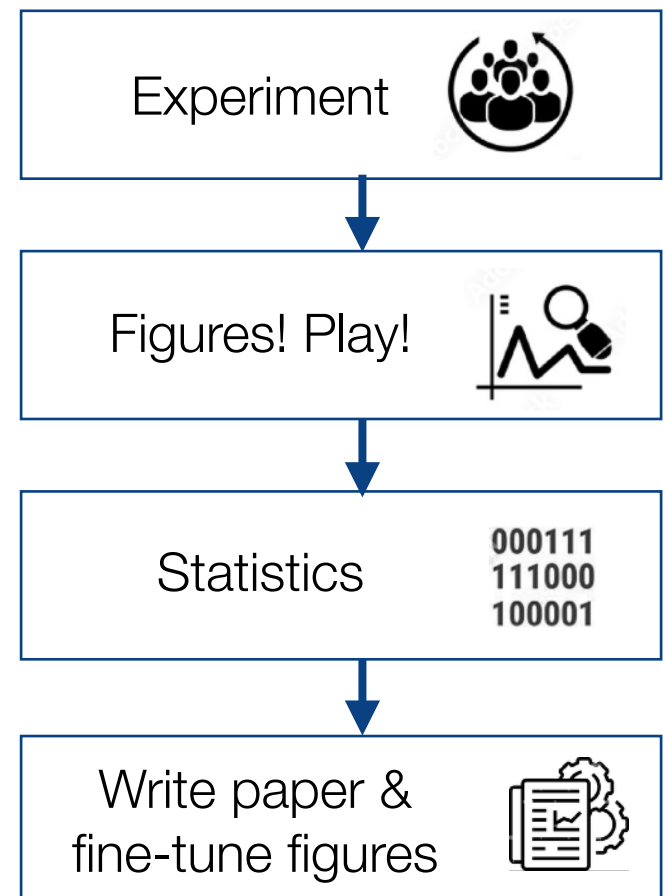 Experiment
Figures! Play!
Statistics
000111
111000
100001
Write paper &
fine-tune figures